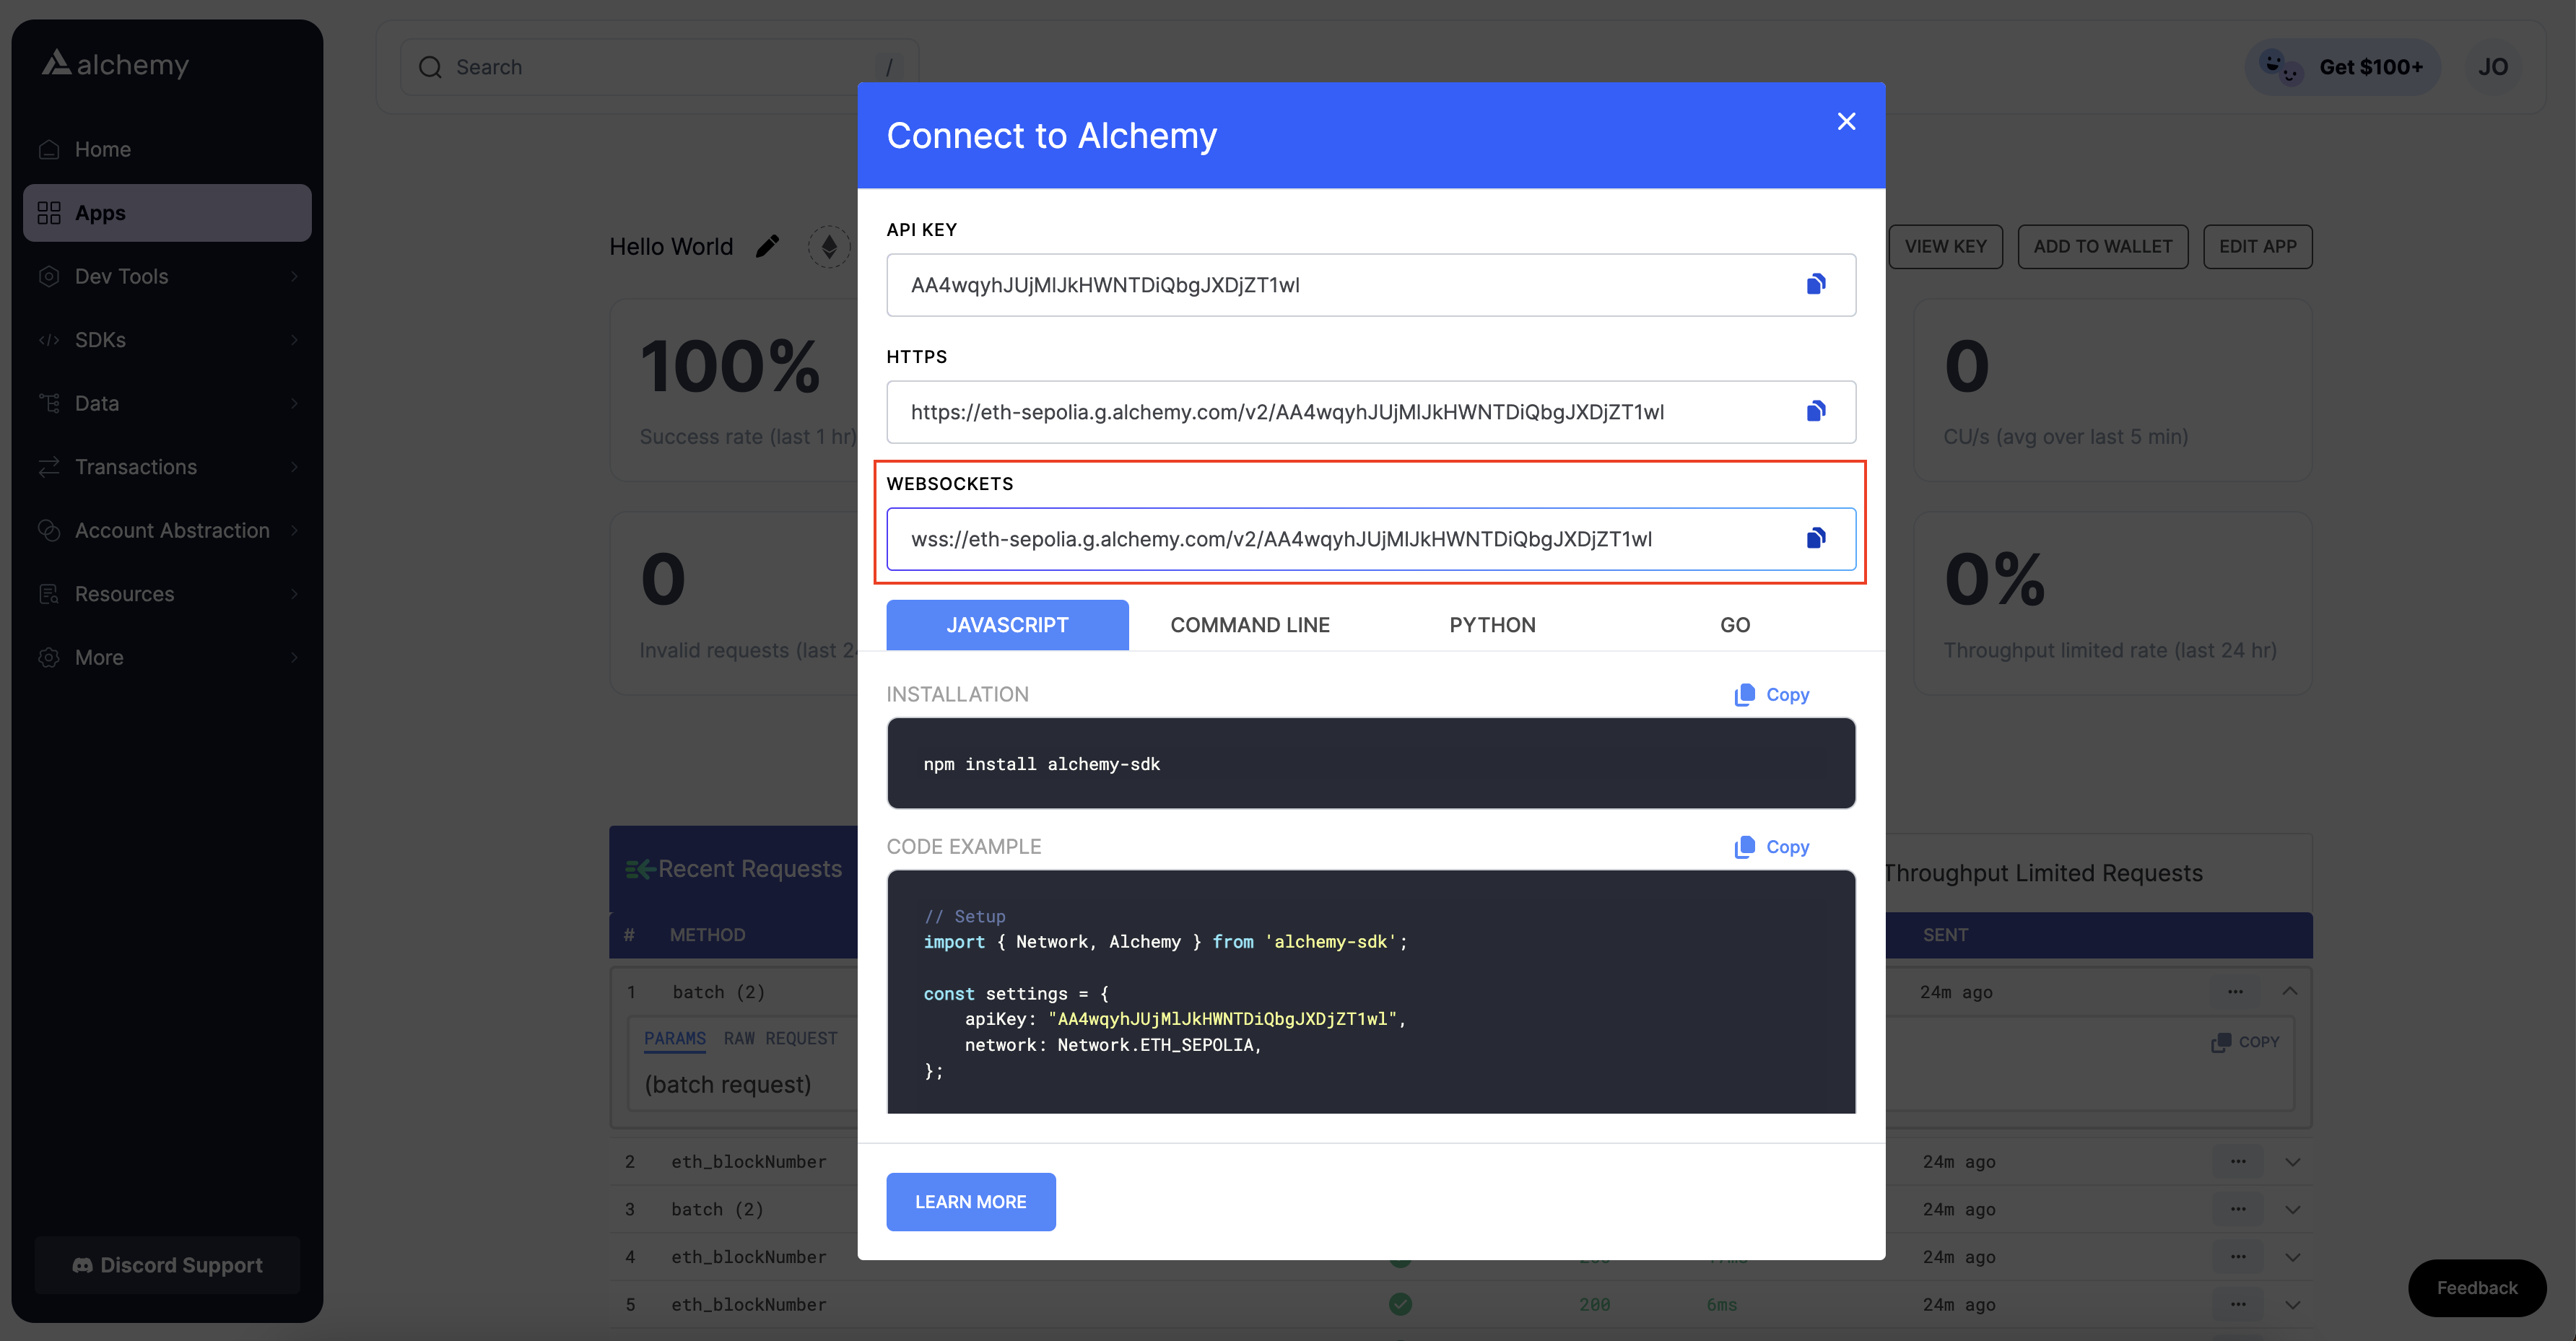 alchemy
Home
Apps
Dev Tools
SDKs
Data
Transactions
Account Abstraction
Resources
More
Discord Support
Search
/
Get $100+
JO
Hello World
VIEW KEY
ADD TO WALLET
EDIT APP
100%
Success rate (last 1 hr)
0
CU/s (avg over last 5 min)
0
Invalid requests (last 24
0%
Throughput limited rate (last 24 hr)
Connect to Alchemy
API KEY
AA4wqyhJUjMlJkHWNTDiQbgJXDjZT1wl
HTTPS
https://eth-sepolia.g.alchemy.com/v2/AA4wqyhJUjMlJkHWNTDiQbgJXDjZT1wl
WEBSOCKETS
wss://eth-sepolia.g.alchemy.com/v2/AA4wqyhJUjMlJkHWNTDiQbgJXDjZT1wl
JAVASCRIPT
COMMAND LINE
PYTHON
GO
INSTALLATION
Copy
npm install alchemy-sdk
CODE EXAMPLE
Copy
// Setup
import { Network, Alchemy } from 'alchemy-sdk';
const settings = {
apiKey: "AA4wqyhJUjMlJkHWNTDiQbgJXDjZT1wl",
network: Network.ETH_SEPOLIA,
};
LEARN MORE
Recent Requests
Throughput Limited Requests
# METHOD SENT
1 batch (2) 24m ago
PARAMS RAW REQUEST COPY
(batch request)
2 eth_blockNumber 24m ago
3 batch (2) 24m ago
4 eth_blockNumber 24m ago
5 eth_blockNumber 200 6ms 24m ago
Feedback